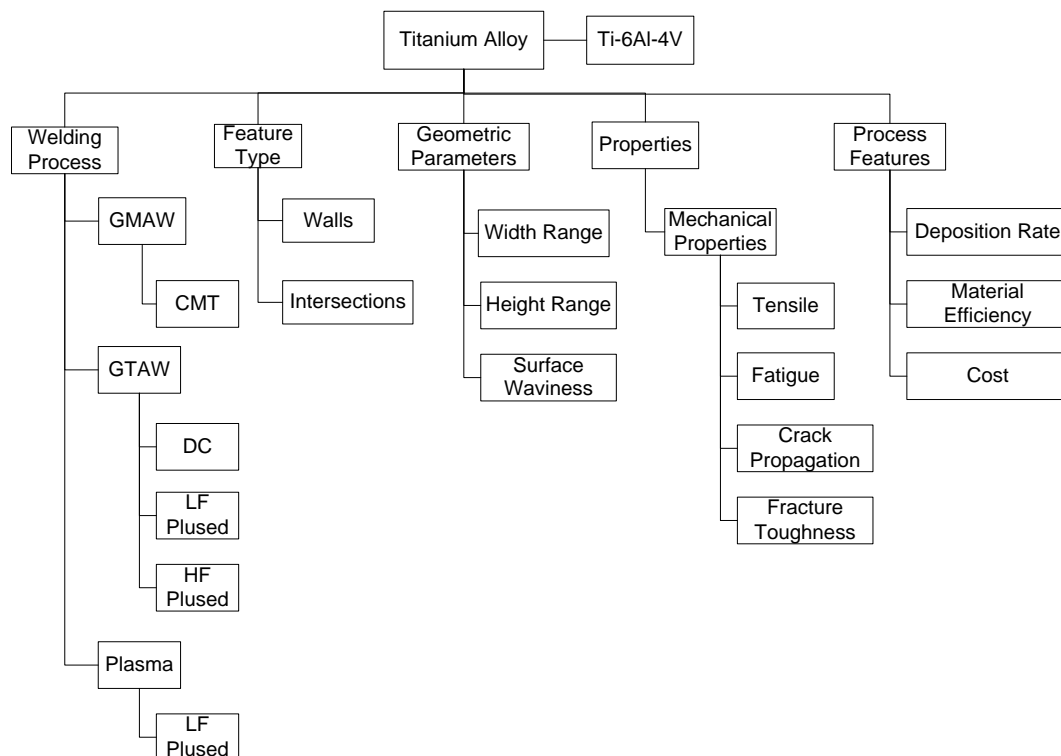 Titanium Alloy
Ti-6Al-4V
Welding
Process
Feature
Type
Geometric
Parameters
Properties
Process
Features
GMAW
CMT
GTAW
DC
LF
Plused
HF
Plused
Plasma
LF
Plused
Walls
Intersections
Width Range
Height Range
Surface
Waviness
Mechanical
Properties
Tensile
Fatigue
Crack
Propagation
Fracture
Toughness
Deposition Rate
Material
Efficiency
Cost